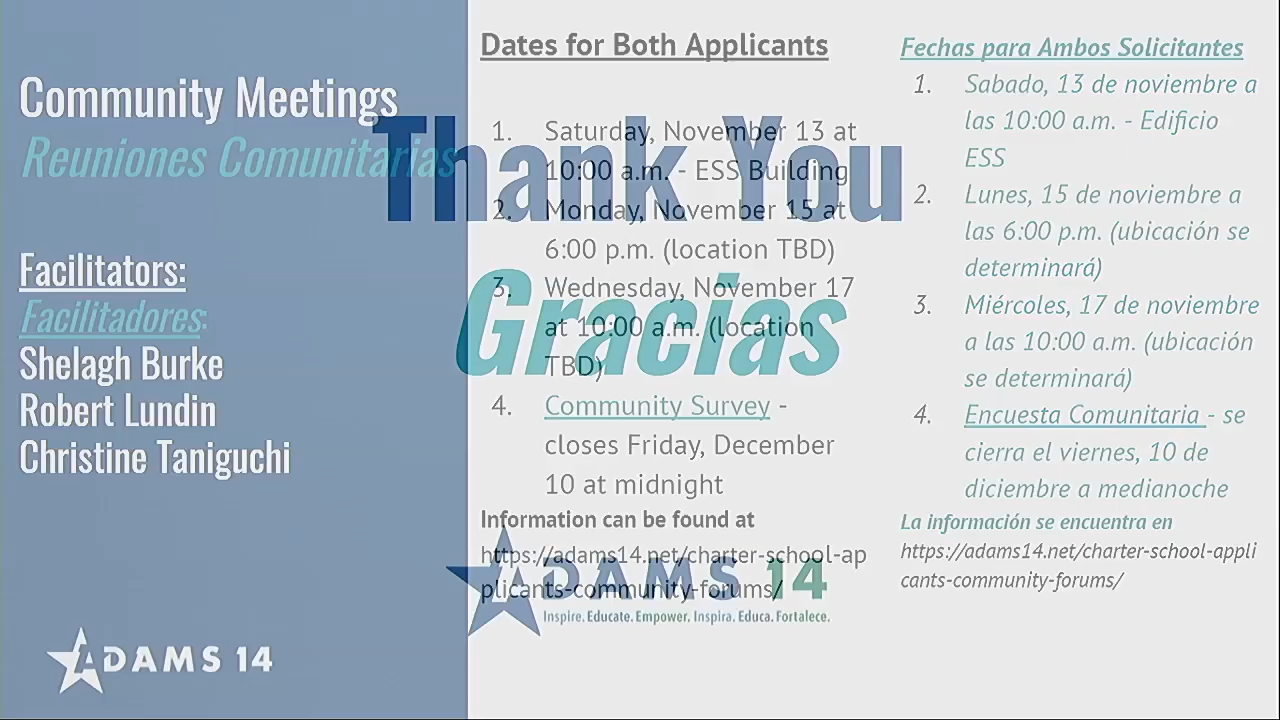 Community Meetings
Reuniones Comunitarias
Facilitators:
Facilitadores:
Shelagh Burke
Robert Lundin
Christine Taniguchi
ADAMS 14
Dates for Both Applicants
1. Saturday, November 13 at
10:00 a.m. - ESS Building
2. Monday, November 15 at
6:00 p.m. (location TBD)
3. Wednesday, November 17
at 10:00 a.m. (location
TBD)
4. Community Survey -
closes Friday, December
10 at midnight
Information can be found at
https://adams14.net/charter-school-ap
plicants-community-forums/
Fechas para Ambos Solicitantes
1. Sabado, 13 de noviembre a
las 10:00 a.m. - Edificio
ESS
2. Lunes, 15 de noviembre a
las 6:00 p.m. (ubicación se
determinará)
3. Miércoles, 17 de noviembre
a las 10:00 a.m. (ubicación
se determinará)
4. Encuesta Comunitaria - se
cierra el viernes, 10 de
diciembre a medianoche
La información se encuentra en
https://adams14.net/charter-school-appli
cants-community-forums/
Thank You
Gracias
ADAMS 14
Inspire. Educate. Empower. Inspira. Educa. Fortalece.